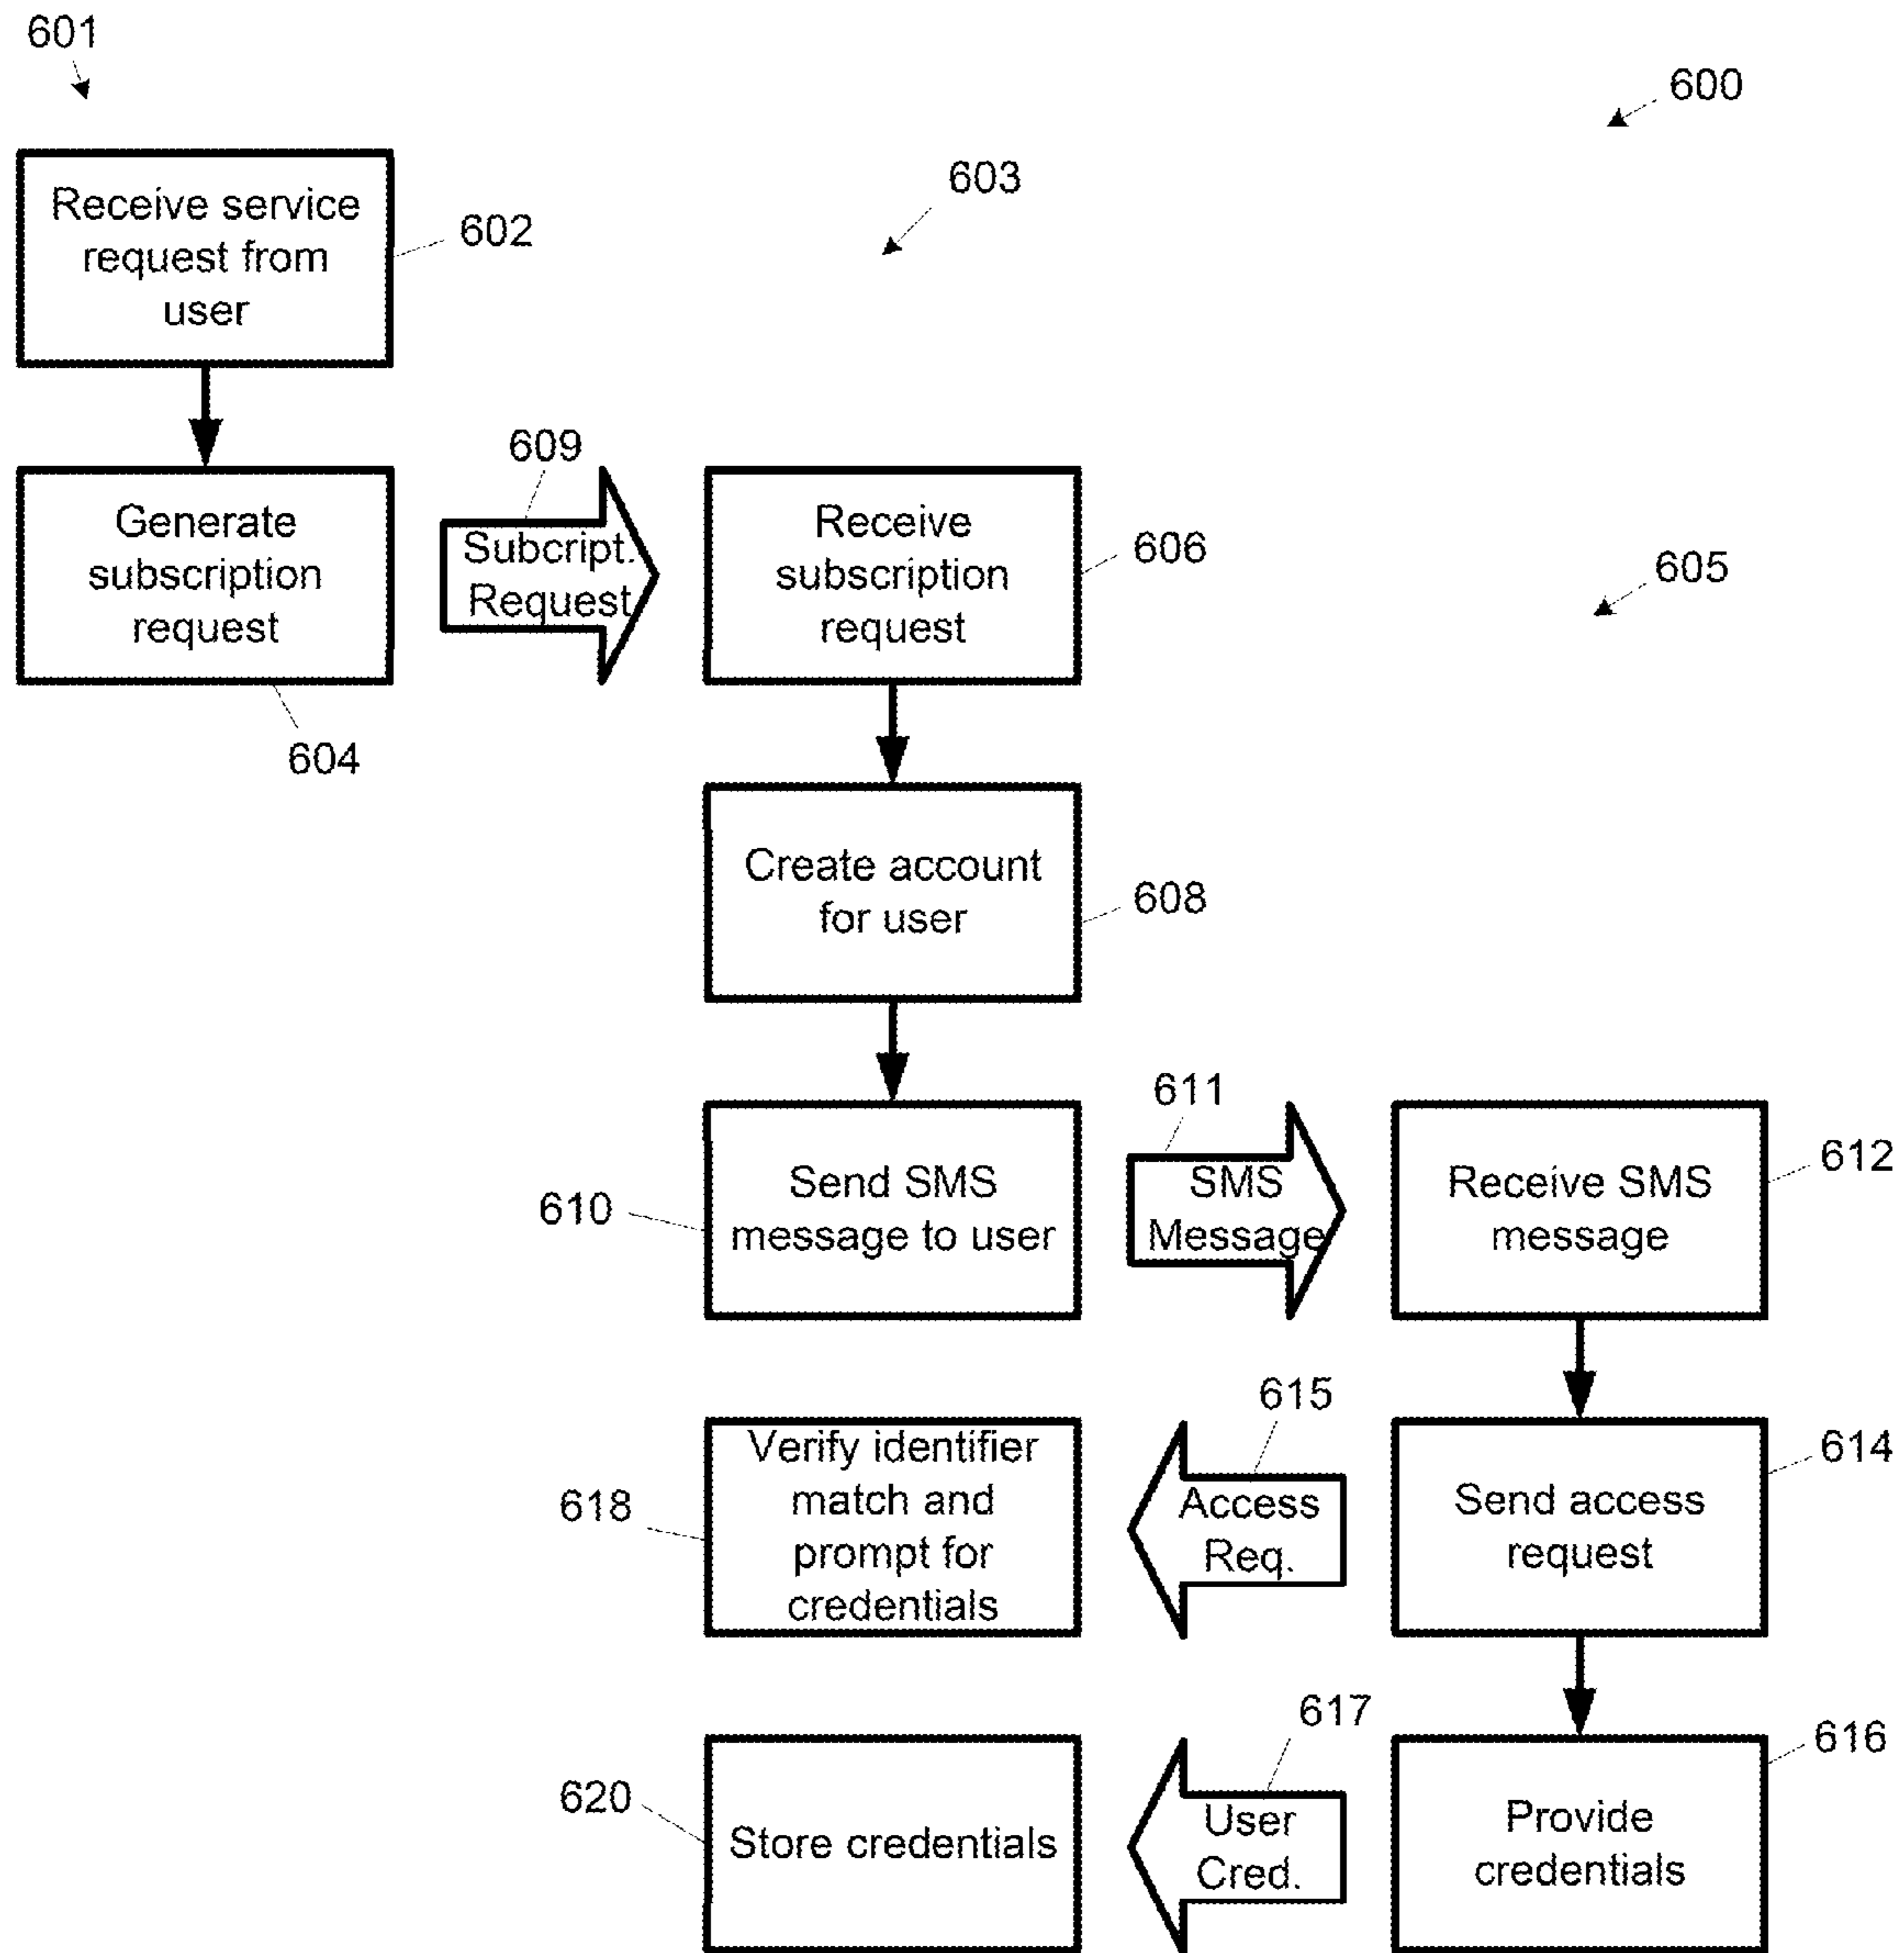 601
600
603
Receive service
request from
user
602
609
Generate
subscription
request
604
Subcript.
Request
Receive
subscription
request
606
605
Create account
for user
608
611
610
Send SMS
message to user
SMS
Message
Receive SMS
message
612
615
618
Verify identifier
match and
prompt for
credentials
Access
Req.
Send access
request
614
617
620
Store credentials
User
Cred.
Provide
credentials
616